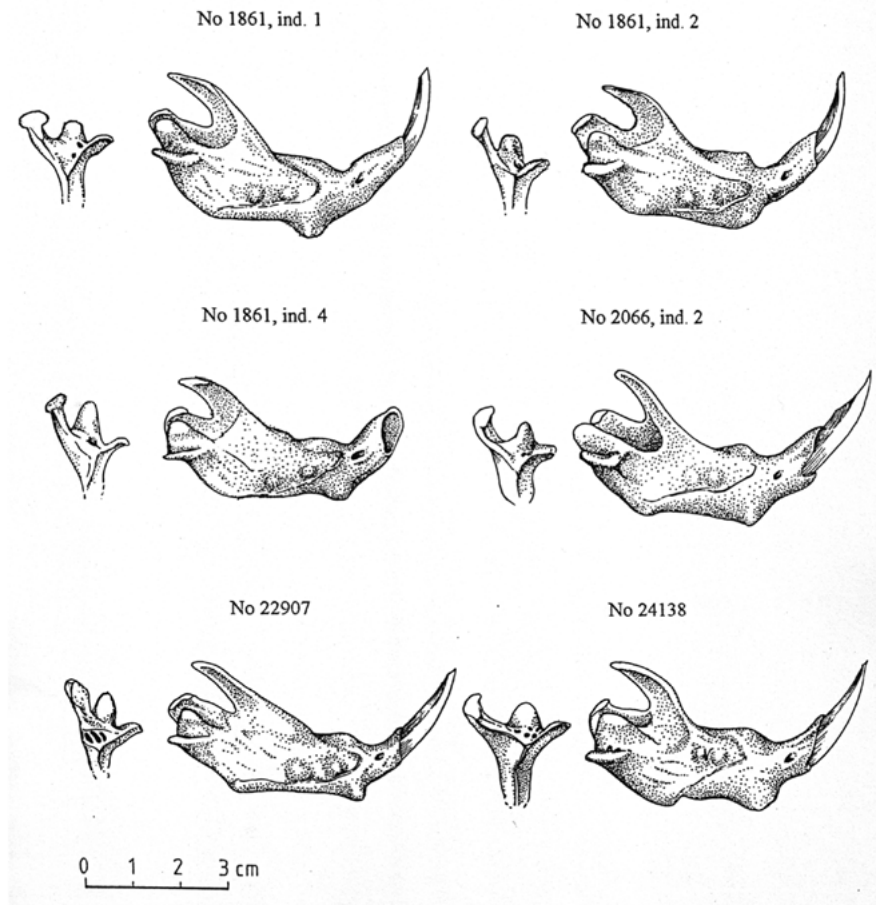 No 1861, ind. 1
No 1861, ind. 2
No 1861, ind. 4
No 2066, ind. 2
No 22907
No 24138
0 1 2 3 cm